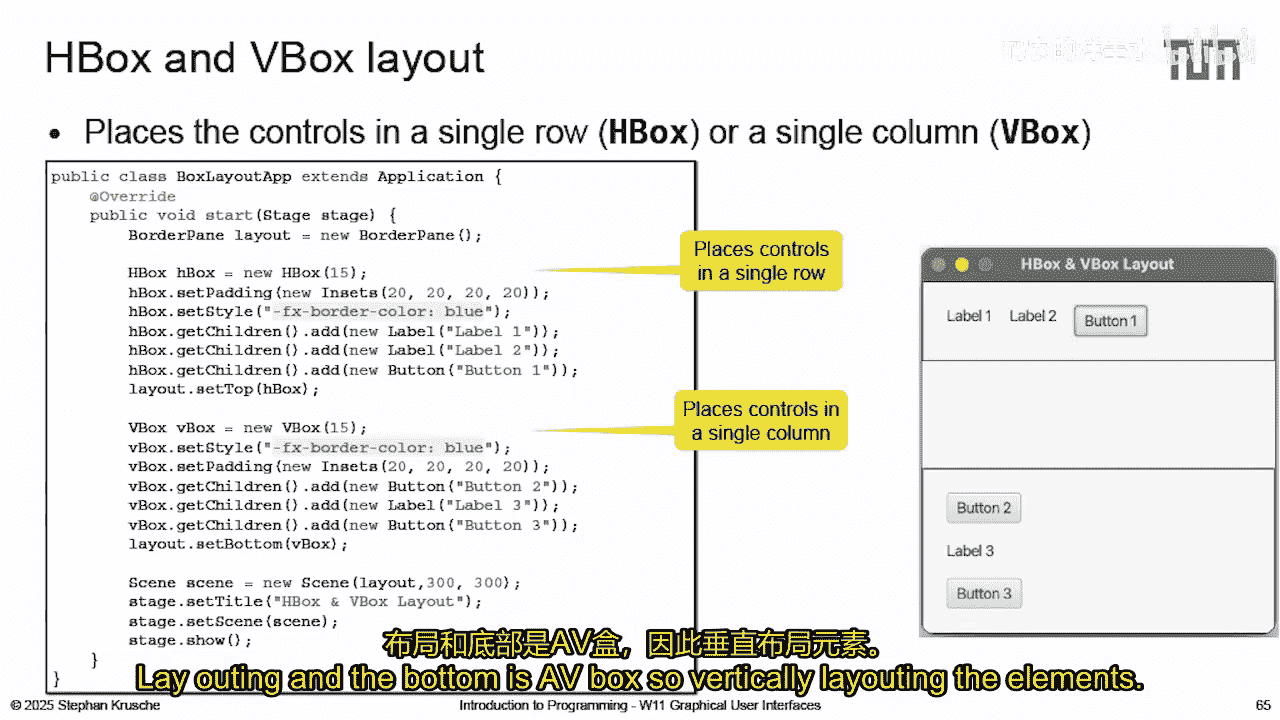 HBox and VBox layout
• Places the controls in a single row (HBox) or a single column (VBox)
public class BoxLayoutApp extends Application {
@Override
public void start(Stage stage) {
BorderPane layout = new BorderPane();
HBox hBox = new HBox(15);
hBox.setPadding(new Insets(20, 20, 20, 20));
hBox.setStyle("-fx-border-color: blue");
hBox.getChildren().add(new Label("Label 1"));
hBox.getChildren().add(new Label("Label 2"));
hBox.getChildren().add(new Button("Button 1"));
layout.setTop(hBox);
VBox vBox = new VBox(15);
vBox.setStyle("-fx-border-color: blue");
vBox.setPadding(new Insets(20, 20, 20, 20));
vBox.getChildren().add(new Button("Button 2"));
vBox.getChildren().add(new Label("Label 3"));
vBox.getChildren().add(new Button("Button 3"));
layout.setBottom(vBox);
Scene scene = new Scene(layout,300, 300);
stage.setTitle("HBox & VBox Layout");
stage.setScene(scene);
stage.show();
}
}
Places controls
in a single row
Places controls in
a single column
HBox & VBox Layout
Label 1 Label 2 Button 1
Button 2
Label 3
Button 3
布局和底部是AV盒，因此垂直布局元素。
Lay outing and the bottom is AV box so vertically layouting the elements.
© 2025 Stephan Krusche
Introduction to Programming - W11 Graphical User Interfaces
65